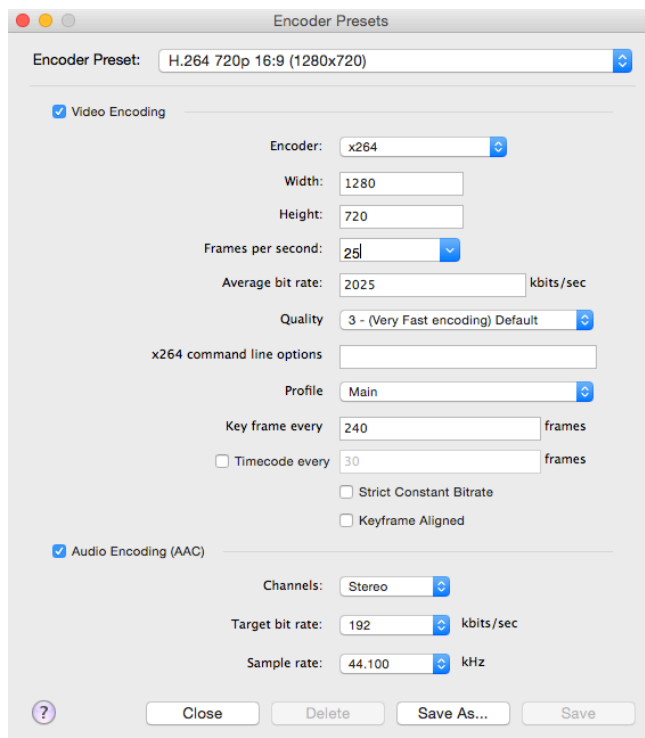 Encoder Presets
Encoder Preset: H.264 720p 16:9 (1280x720)
Video Encoding
Encoder: x264
Width: 1280
Height: 720
Frames per second: 25
Average bit rate: 2025 kbits/sec
Quality 3 - (Very Fast encoding) Default
x264 command line options
Profile Main
Key frame every 240 frames
Timecode every 30 frames
Strict Constant Bitrate
Keyframe Aligned
Audio Encoding (AAC)
Channels: Stereo
Target bit rate: 192 kbits/sec
Sample rate: 44.100 kHz
? Close Delete Save As... Save